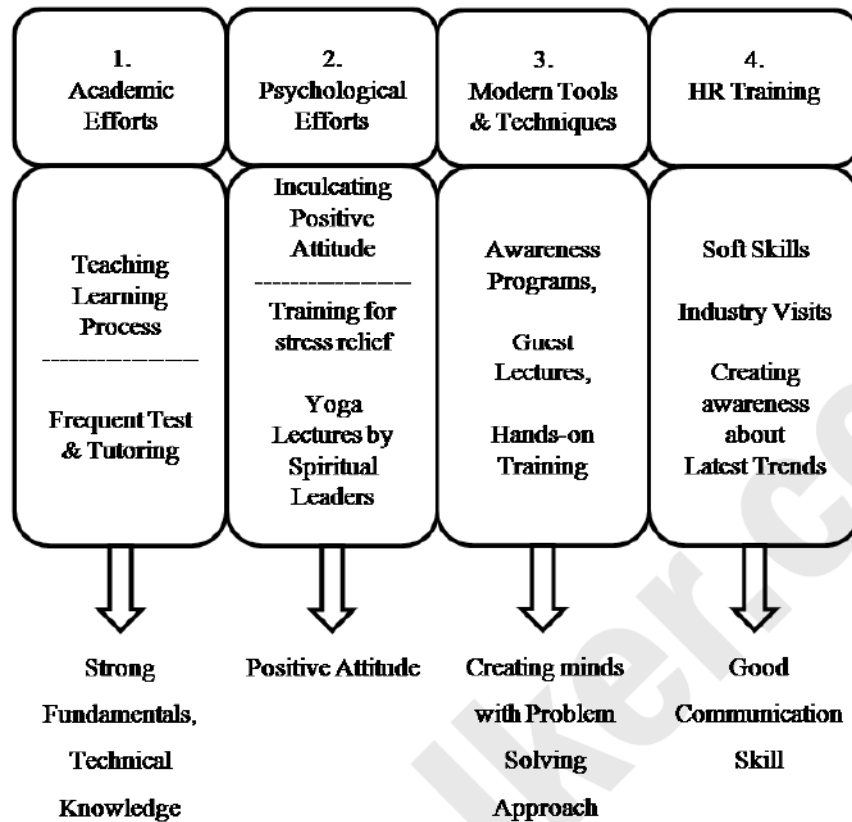 1.
Academic
Efforts
2.
Psychological
Efforts
3.
Modern Tools
& Techniques
4.
HR Training
Teaching
Learning
Process
--------------------
Frequent Test
& Tutoring
Inculcating
Positive
Attitude
--------------------
Training for
stress relief
Yoga
Lectures by
Spiritual
Leaders
Awareness
Programs,
Guest
Lectures,
Hands-on
Training
Soft Skills
Industry Visits
Creating
awareness
about
Latest Trends
Strong
Fundamentals,
Technical
Knowledge
Positive Attitude
Creating minds
with Problem
Solving
Approach
Good
Communication
Skill